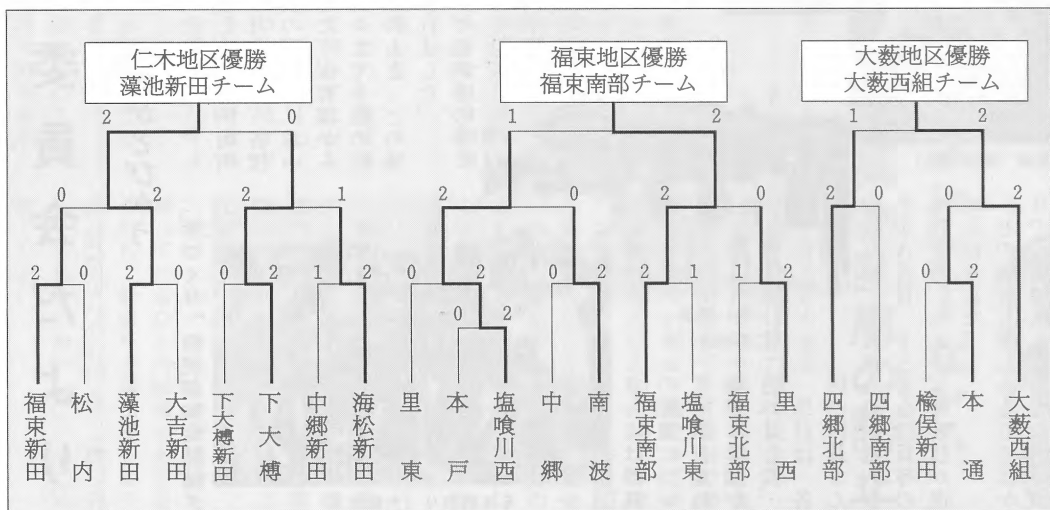 仁木地区優勝
藻池新田チーム
福束地区優勝
福束南部チーム
大薮地区優勝
大薮西組チーム
2 0 1 2 1 2
0 2 2 1 2 0 2 0 2 0 0 2
2 0 2 0 0 2 1 2 0 2 0 2 2 1 1 2 0 2
0 2
福束新田
松内
藻池新田
大吉新田
下大榑新田
下大榑
中郷新田
海松新田
里東
本戸
塩喰川西
中郷
南波
福束南部
塩喰川東
福束北部
里西
四郷北部
四郷南部
楡俣新田
本通
大薮西組